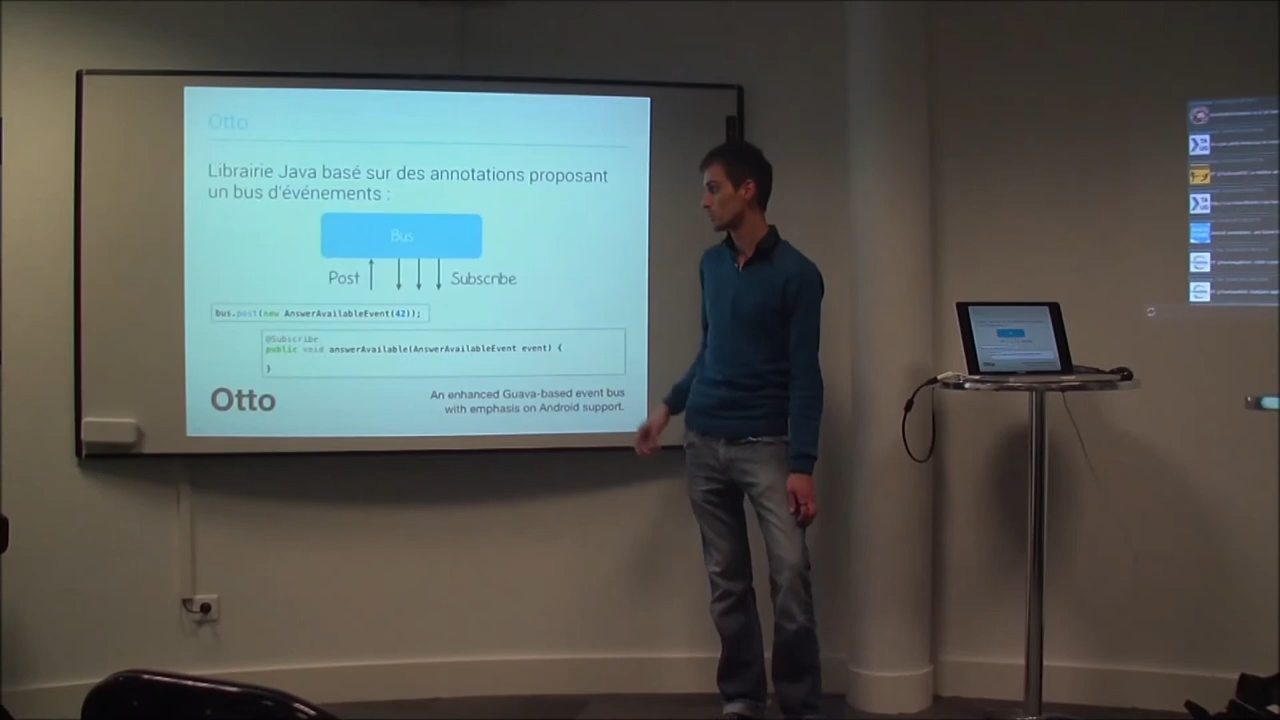 Otto
Librairie Java basé sur des annotations proposant
un bus d'événements :
Bus
Post
Subscribe
bus.post(new AnswerAvailableEvent(42));
@Subscribe
public void answerAvailable(AnswerAvailableEvent event) {
}
Otto
An enhanced Guava-based event bus
with emphasis on Android support.